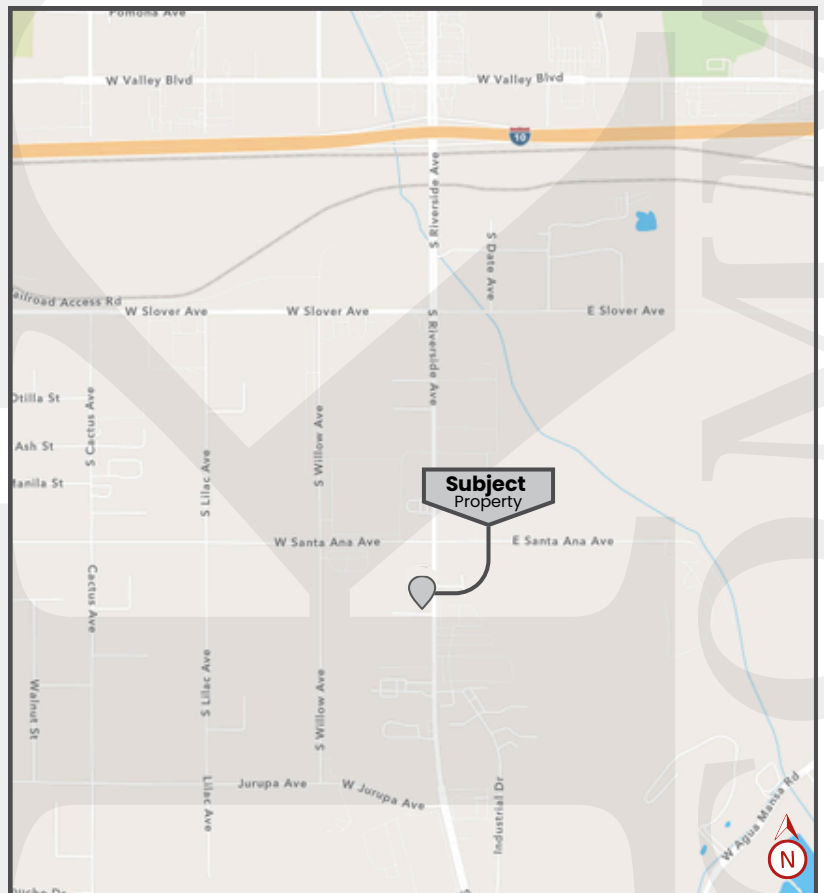 Pomona Ave
W Valley Blvd
W Valley Blvd
10
S Riverside Ave
S Date Ave
ailroad Access Rd
W Slover Ave
W Slover Ave
E Slover Ave
S Riverside Ave
Otilla St
S Cactus Ave
S Willow Ave
Ash St
S Lilac Ave
Manila St
Subject
Property
W Santa Ana Ave
E Santa Ana Ave
Cactus Ave
S Lilac Ave
S Willow Ave
Walnut St
Jurupa Ave
W Jurupa Ave
Lilac Ave
Industrial Dr
W Agua Mansa Rd
N